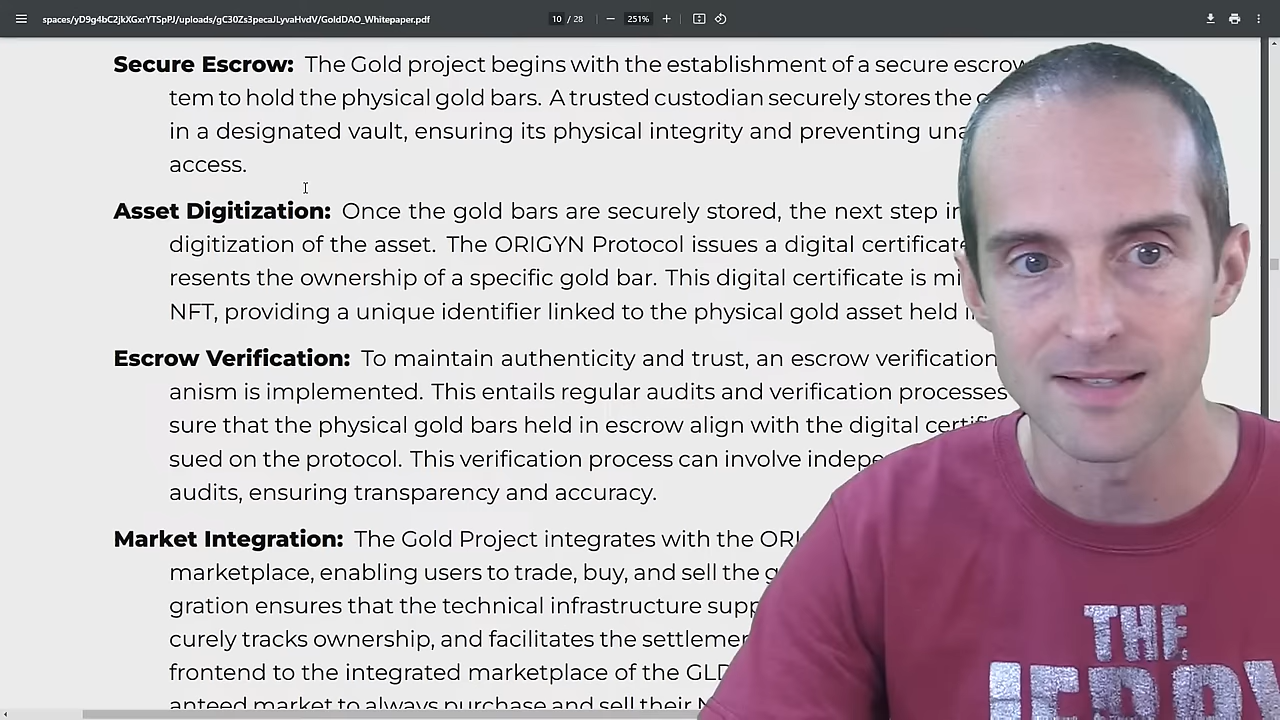 spaces/yD9g4bC2jkXGxrYTSpPJ/uploads/gC30Zs3pecaJLyvaHvdV/GoldDAO_Whitepaper.pdf
10 / 28
251%
Secure Escrow: The Gold project begins with the establishment of a secure escrow
tem to hold the physical gold bars. A trusted custodian securely stores the
in a designated vault, ensuring its physical integrity and preventing
access.
Asset Digitization: Once the gold bars are securely stored, the next step
digitization of the asset. The ORIGYN Protocol issues a digital certificate
resents the ownership of a specific gold bar. This digital certificate is
NFT, providing a unique identifier linked to the physical gold asset held
Escrow Verification: To maintain authenticity and trust, an escrow verification
anism is implemented. This entails regular audits and verification processes
sure that the physical gold bars held in escrow align with the digital
sued on the protocol. This verification process can involve
audits, ensuring transparency and accuracy.
Market Integration: The Gold Project integrates with the
marketplace, enabling users to trade, buy, and sell the
gration ensures that the technical infrastructure
curely tracks ownership, and facilitates the
frontend to the integrated marketplace of the
anteed market to always purchase and sell their
THE